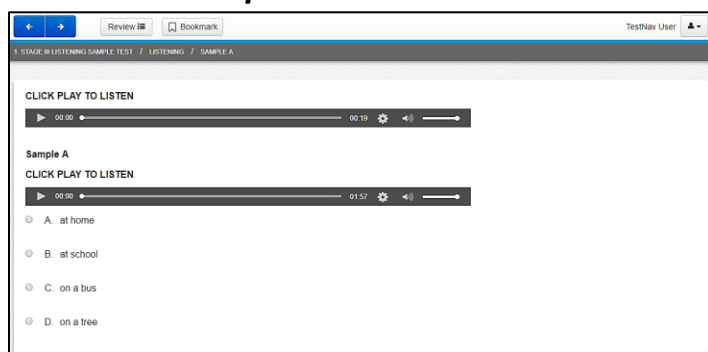 Review
Bookmark
TestNav User
1. STAGE III LISTENING SAMPLE TEST / LISTENING / SAMPLE A
CLICK PLAY TO LISTEN
00:00
00:19
Sample A
CLICK PLAY TO LISTEN
00:00
01:57
A. at home
B. at school
C. on a bus
D. on a tree